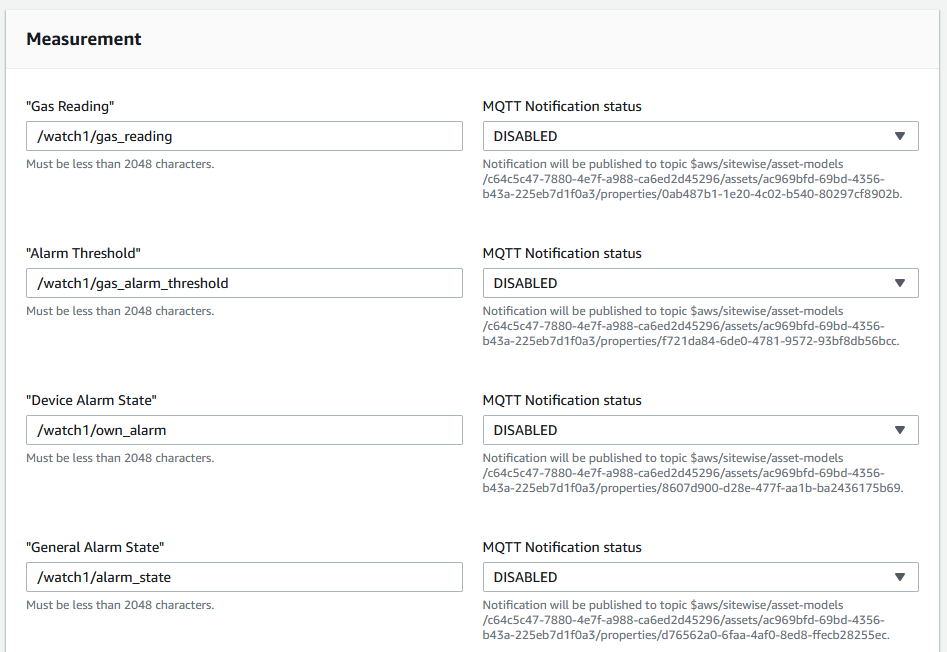 Measurement
"Gas Reading"
MQTT Notification status
/watch1/gas_reading
DISABLED
Must be less than 2048 characters.
Notification will be published to topic $aws/sitewise/asset-models
/c64c5c47-7880-4e7f-a988-ca6ed2d45296/assets/ac969bfd-69bd-4356-
b43a-225eb7d1f0a3/properties/0ab487b1-1e20-4c02-b540-80297cf8902b.
"Alarm Threshold"
MQTT Notification status
/watch1/gas_alarm_threshold
DISABLED
Must be less than 2048 characters.
Notification will be published to topic $aws/sitewise/asset-models
/c64c5c47-7880-4e7f-a988-ca6ed2d45296/assets/ac969bfd-69bd-4356-
b43a-225eb7d1f0a3/properties/f721da84-6de0-4781-9572-93bf8db56bcc.
"Device Alarm State"
MQTT Notification status
/watch1/own_alarm
DISABLED
Must be less than 2048 characters.
Notification will be published to topic $aws/sitewise/asset-models
/c64c5c47-7880-4e7f-a988-ca6ed2d45296/assets/ac969bfd-69bd-4356-
b43a-225eb7d1f0a3/properties/8607d900-d28e-477f-aa1b-ba2436175b69.
"General Alarm State"
MQTT Notification status
/watch1/alarm_state
DISABLED
Must be less than 2048 characters.
Notification will be published to topic $aws/sitewise/asset-models
/c64c5c47-7880-4e7f-a988-ca6ed2d45296/assets/ac969bfd-69bd-4356-
b43a-225eb7d1f0a3/properties/d76562a0-6faa-4af0-8ed8-ffecb28255ec.